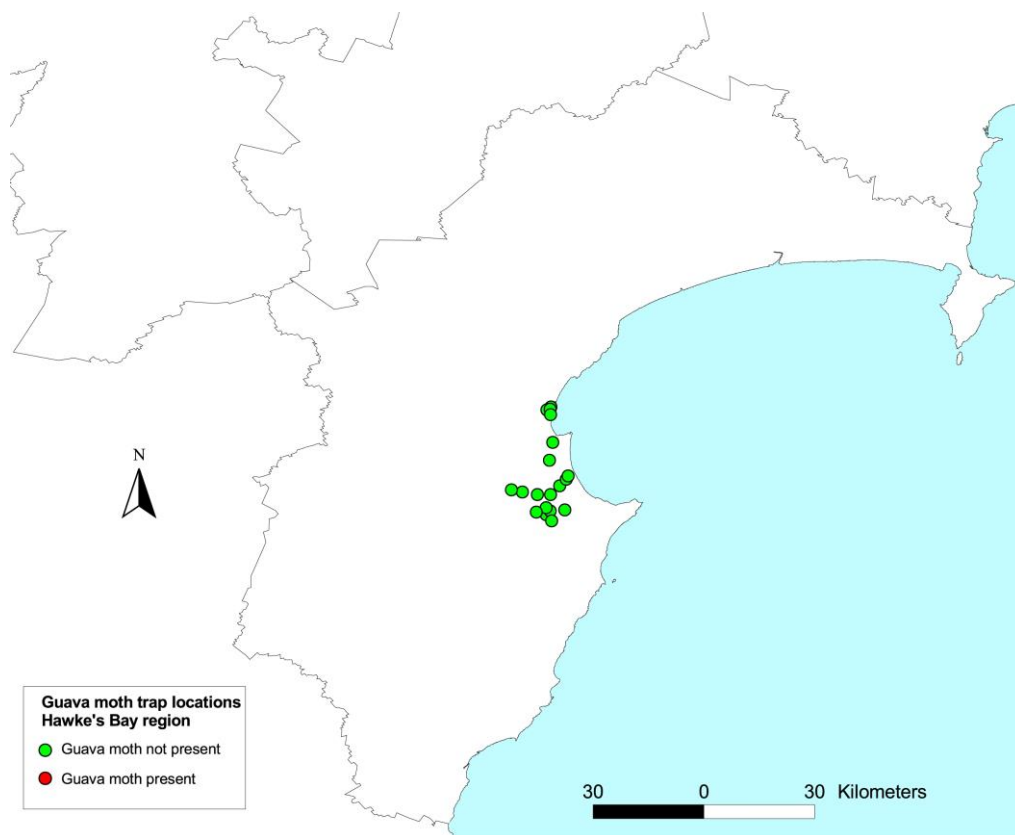 N
Guava moth trap locations
Hawke's Bay region
Guava moth not present
Guava moth present
30 0 30 Kilometers